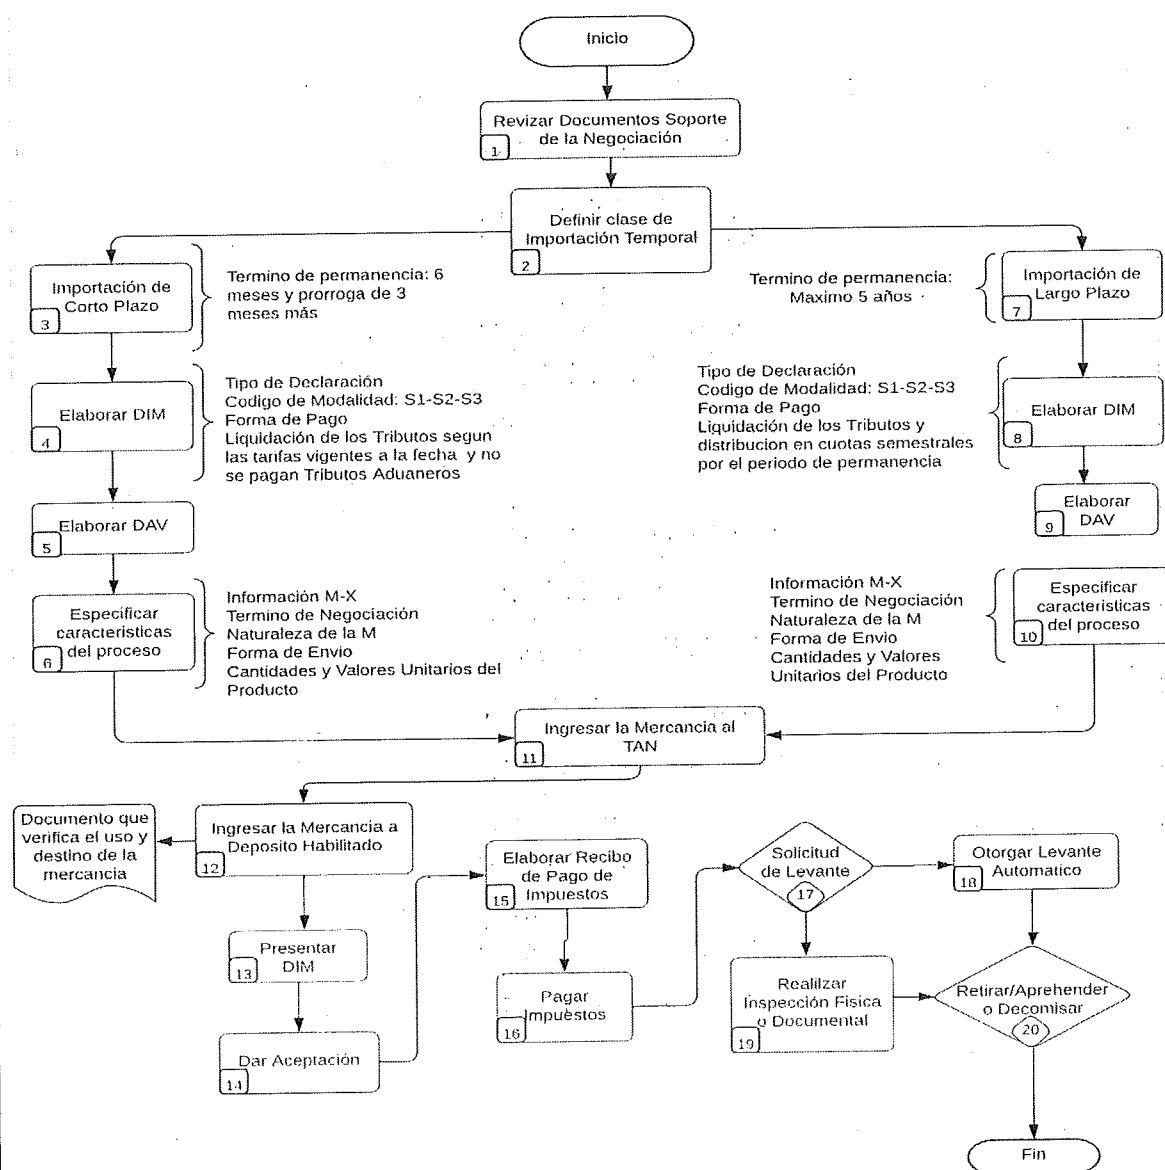 Inicio
Revizar Documentos Soporte
de la Negociación
1
Definir clase de
Importación Temporal
2
Importación de
Corto Plazo
3
Termino de permanencia: 6
meses y prorroga de 3
meses más
Termino de permanencia:
Maximo 5 años
Importación de
Largo Plazo
7
Elaborar DIM
4
Tipo de Declaración
Codigo de Modalidad: S1-S2-S3
Forma de Pago
Liquidación de los Tributos segun
las tarifas vigentes a la fecha y no
se pagan Tributos Aduaneros
Tipo de Declaración
Codigo de Modalidad: S1-S2-S3
Forma de Pago
Liquidación de los Tributos y
distribucion en cuotas semestrales
por el periodo de permanencia
Elaborar DIM
8
Elaborar DAV
5
Elaborar
DAV
9
Especificar
caracteristicas
del proceso
6
Información M-X
Termino de Negociación
Naturaleza de la M
Forma de Envio
Cantidades y Valores Unitarios del
Producto
Información M-X
Termino de Negociación
Naturaleza de la M
Forma de Envio
Cantidades y Valores
Unitarios del Producto
Especificar
caracteristicas
del proceso
10
Ingresar la Mercancia al
TAN
11
Documento que
verifica el uso y
destino de la
mercancia
Ingresar la Mercancia a
Deposito Habilitado
12
Presentar
DIM
13
Dar Aceptación
14
Elaborar Recibo
de Pago de
Impuestos
15
Pagar
Impuestos
16
Solicitud
de Levante
17
Otorgar Levante
Automatico
18
Realilzar
Inspección Fisica
o Documental
19
Retirar/Aprehender
o Decomisar
20
Fin